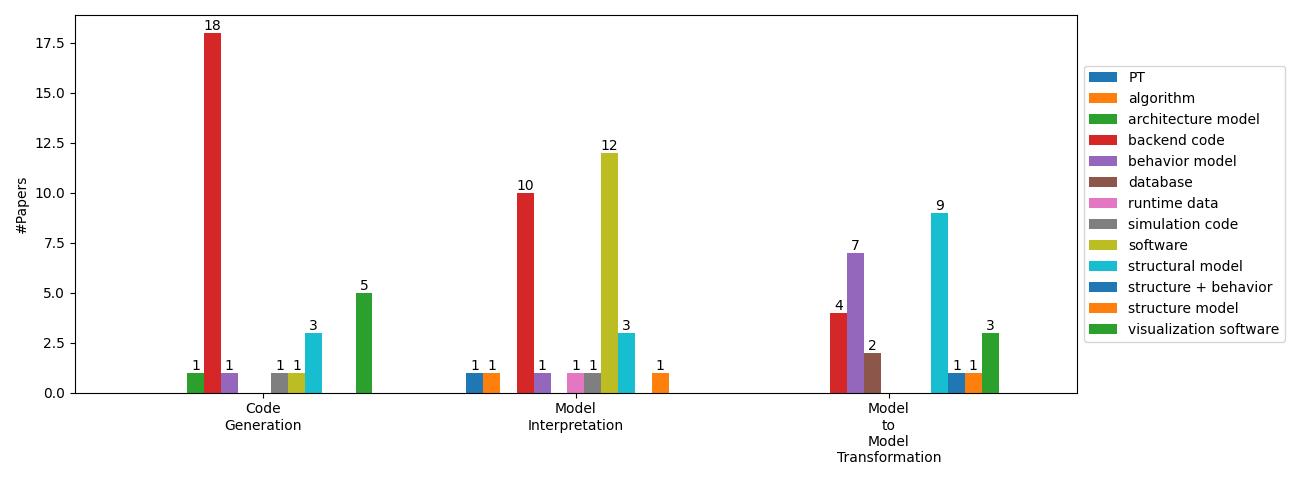 #Papers
17.5
15.0
12.5
10.0
7.5
5.0
2.5
0.0
1
18
1
1
1
3
5
1
1
10
1
1
1
12
3
1
4
7
2
9
1
1
3
Code
Generation
Model
Interpretation
Model
to
Model
Transformation
PT
algorithm
architecture model
backend code
behavior model
database
runtime data
simulation code
software
structural model
structure + behavior
structure model
visualization software